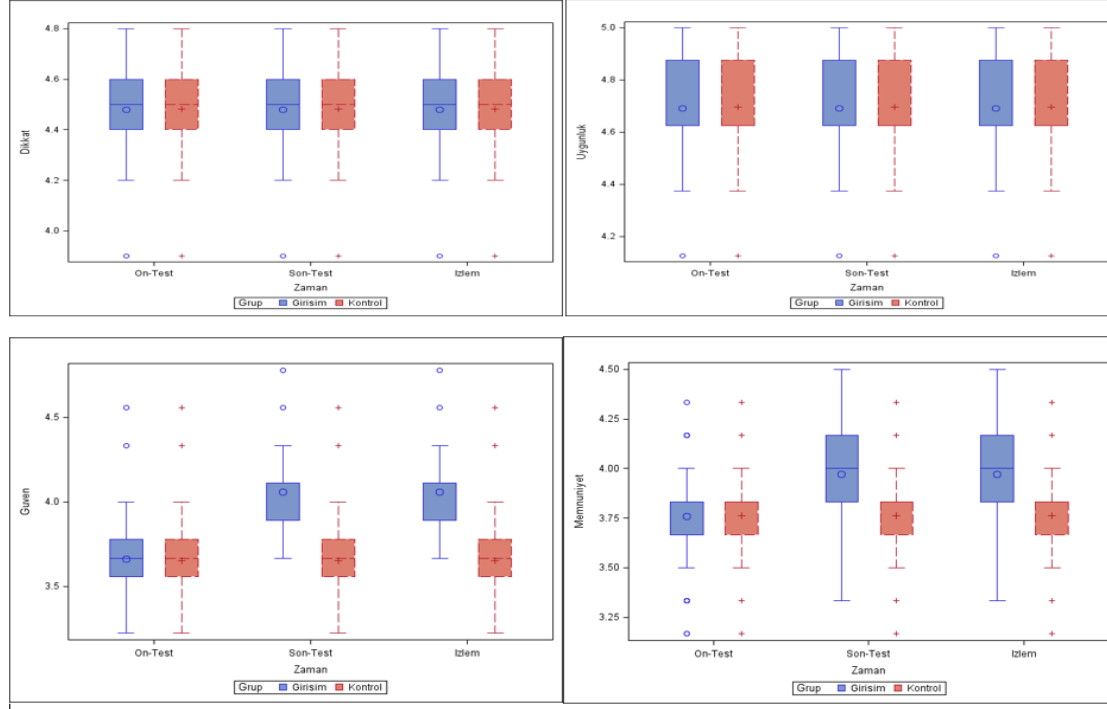 4.8
4.6
4.4
4.2
4.0
Dikkat
On-Test Son-Test Izlem
Zaman
Grup Girisim Kontrol
5.0
4.8
4.6
4.4
4.2
Uygunluk
On-Test Son-Test Izlem
Zaman
Grup Girisim Kontrol
4.5
4.0
3.5
Guven
On-Test Son-Test Izlem
Zaman
Grup Girisim Kontrol
4.50
4.25
4.00
3.75
3.50
3.25
Memnuniyet
On-Test Son-Test Izlem
Zaman
Grup Girisim Kontrol